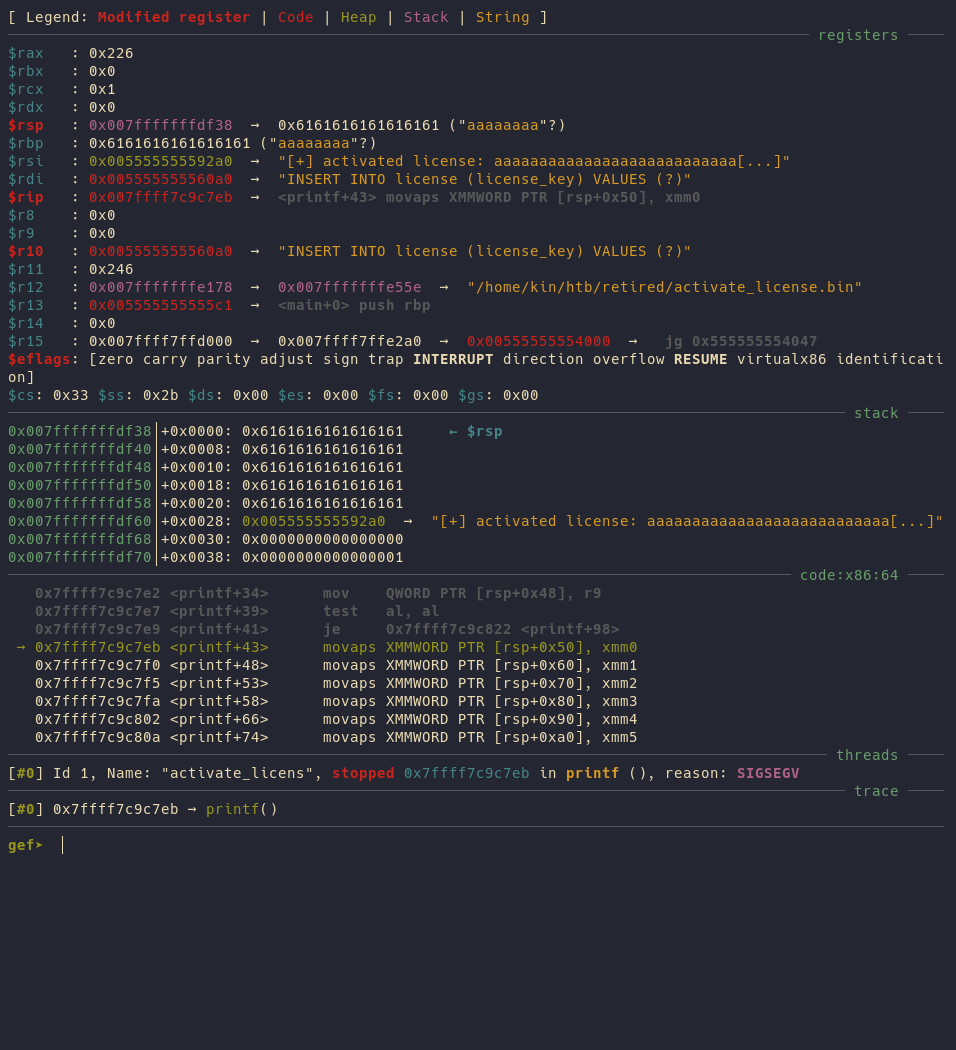 [ Legend: Modified register | Code | Heap | Stack | String ]
registers
$rax   : 0x226
$rbx   : 0x0
$rcx   : 0x1
$rdx   : 0x0
$rsp   : 0x007fffffffdf38  →  0x6161616161616161 ("aaaaaaaa"?)
$rbp   : 0x6161616161616161 ("aaaaaaaa"?)
$rsi   : 0x005555555592a0  →  "[+] activated license: aaaaaaaaaaaaaaaaaaaaaaaaaaa[...]"
$rdi   : 0x005555555560a0  →  "INSERT INTO license (license_key) VALUES (?)"
$rip   : 0x007ffff7c9c7eb  →  <printf+43> movaps XMMWORD PTR [rsp+0x50], xmm0
$r8    : 0x0
$r9    : 0x0
$r10   : 0x005555555560a0  →  "INSERT INTO license (license_key) VALUES (?)"
$r11   : 0x246
$r12   : 0x007fffffffe178  →  0x007fffffffe55e  →  "/home/kin/htb/retired/activate_license.bin"
$r13   : 0x005555555555c1  →  <main+0> push rbp
$r14   : 0x0
$r15   : 0x007ffff7ffd000  →  0x007ffff7ffe2a0  →  0x00555555554000  →   jg 0x555555554047
$eflags: [zero carry parity adjust sign trap INTERRUPT direction overflow RESUME virtualx86 identificati
on]
$cs: 0x33 $ss: 0x2b $ds: 0x00 $es: 0x00 $fs: 0x00 $gs: 0x00
stack
0x007fffffffdf38│+0x0000: 0x6161616161616161     ← $rsp
0x007fffffffdf40│+0x0008: 0x6161616161616161
0x007fffffffdf48│+0x0010: 0x6161616161616161
0x007fffffffdf50│+0x0018: 0x6161616161616161
0x007fffffffdf58│+0x0020: 0x6161616161616161
0x007fffffffdf60│+0x0028: 0x005555555592a0  →  "[+] activated license: aaaaaaaaaaaaaaaaaaaaaaaaaaa[...]"
0x007fffffffdf68│+0x0030: 0x0000000000000000
0x007fffffffdf70│+0x0038: 0x0000000000000001
code:x86:64
   0x7ffff7c9c7e2 <printf+34>      mov    QWORD PTR [rsp+0x48], r9
   0x7ffff7c9c7e7 <printf+39>      test   al, al
   0x7ffff7c9c7e9 <printf+41>      je     0x7ffff7c9c822 <printf+98>
 → 0x7ffff7c9c7eb <printf+43>      movaps XMMWORD PTR [rsp+0x50], xmm0
   0x7ffff7c9c7f0 <printf+48>      movaps XMMWORD PTR [rsp+0x60], xmm1
   0x7ffff7c9c7f5 <printf+53>      movaps XMMWORD PTR [rsp+0x70], xmm2
   0x7ffff7c9c7fa <printf+58>      movaps XMMWORD PTR [rsp+0x80], xmm3
   0x7ffff7c9c802 <printf+66>      movaps XMMWORD PTR [rsp+0x90], xmm4
   0x7ffff7c9c80a <printf+74>      movaps XMMWORD PTR [rsp+0xa0], xmm5
threads
[#0] Id 1, Name: "activate_licens", stopped 0x7ffff7c9c7eb in printf (), reason: SIGSEGV
trace
[#0] 0x7ffff7c9c7eb → printf()
gef➤